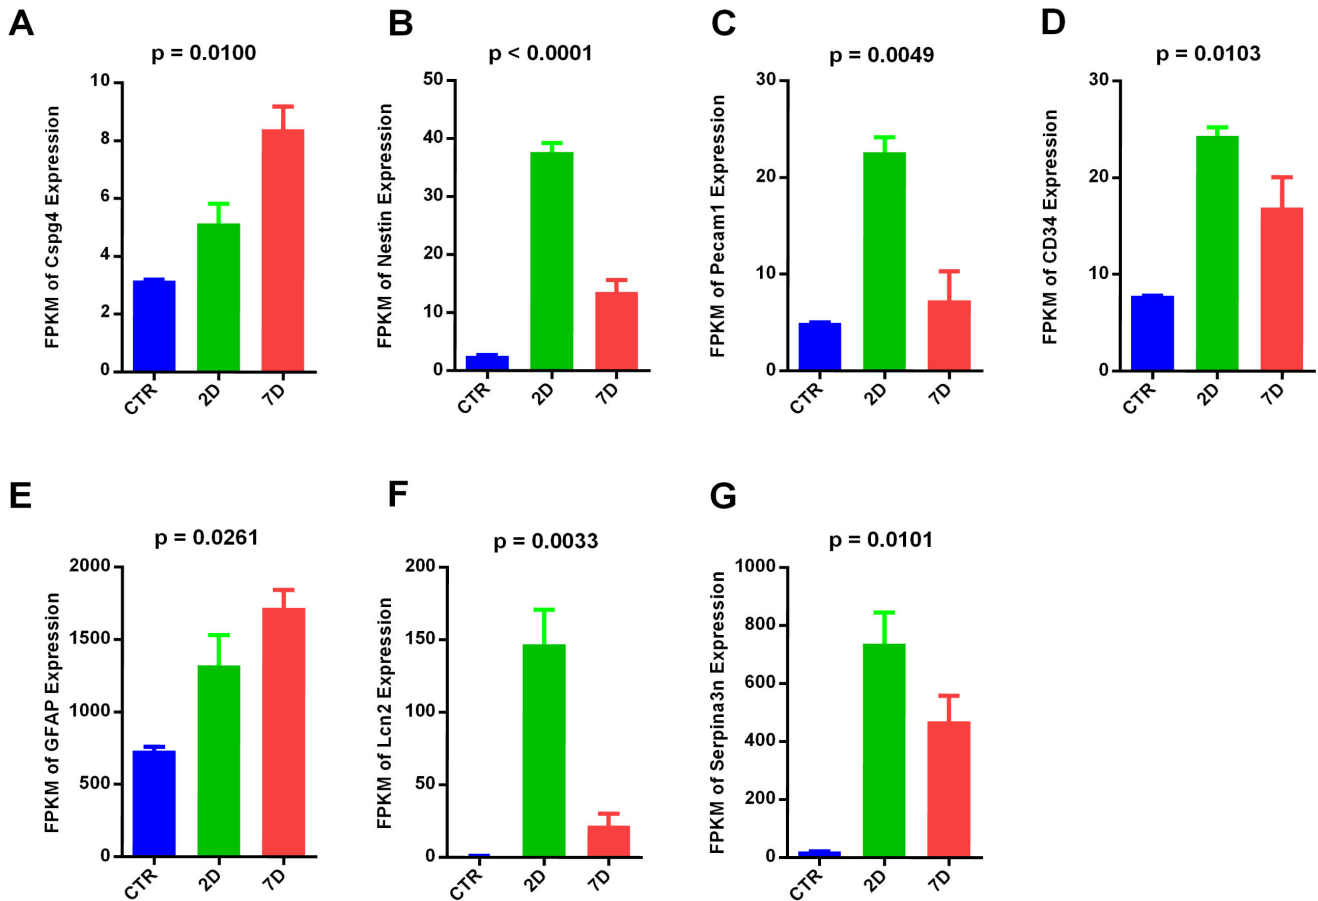 A
p = 0.0100
FPKM of Cspg4 Expression
10
8
6
4
2
0
CTR
2D
7D
B
p < 0.0001
FPKM of Nestin Expression
50
40
30
20
10
0
CTR
2D
7D
C
p = 0.0049
FPKM of Pecam1 Expression
30
20
10
0
CTR
2D
7D
D
p = 0.0103
FPKM of CD34 Expression
30
20
10
0
CTR
2D
7D
E
p = 0.0261
FPKM of GFAP Expression
2000
1500
1000
500
0
CTR
2D
7D
F
p = 0.0033
FPKM of Lcn2 Expression
200
150
100
50
0
CTR
2D
7D
G
p = 0.0101
FPKM of Serpina3n Expression
1000
800
600
400
200
0
CTR
2D
7D